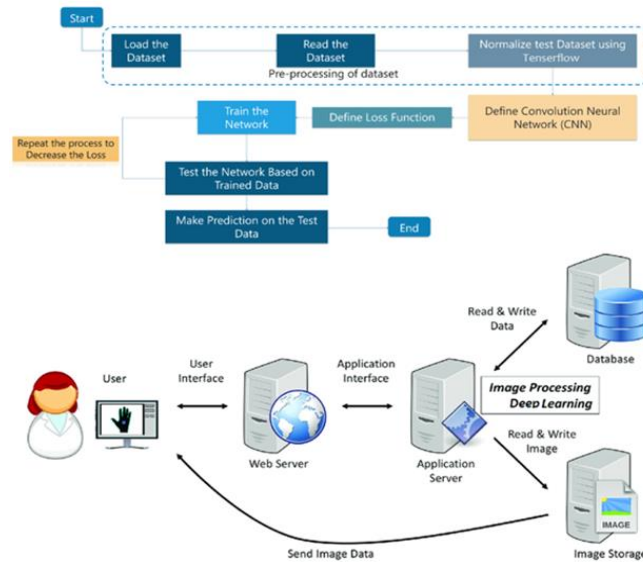 Start
Load the
Dataset
Read the
Dataset
Normalize test Dataset using
Tenserflow
Pre-processing of dataset
Train the
Network
Define Loss Function
Define Convolution Neural
Network (CNN)
Repeat the process to
Decrease the Loss
Test the Network Based on
Trained Data
Make Prediction on the Test
Data
End
Read & Write
Data
Database
User
User
Interface
Application
Interface
Image Processing
Deep Learning
Web Server
Application
Server
Read & Write
Image
IMAGE
Send Image Data
Image Storage